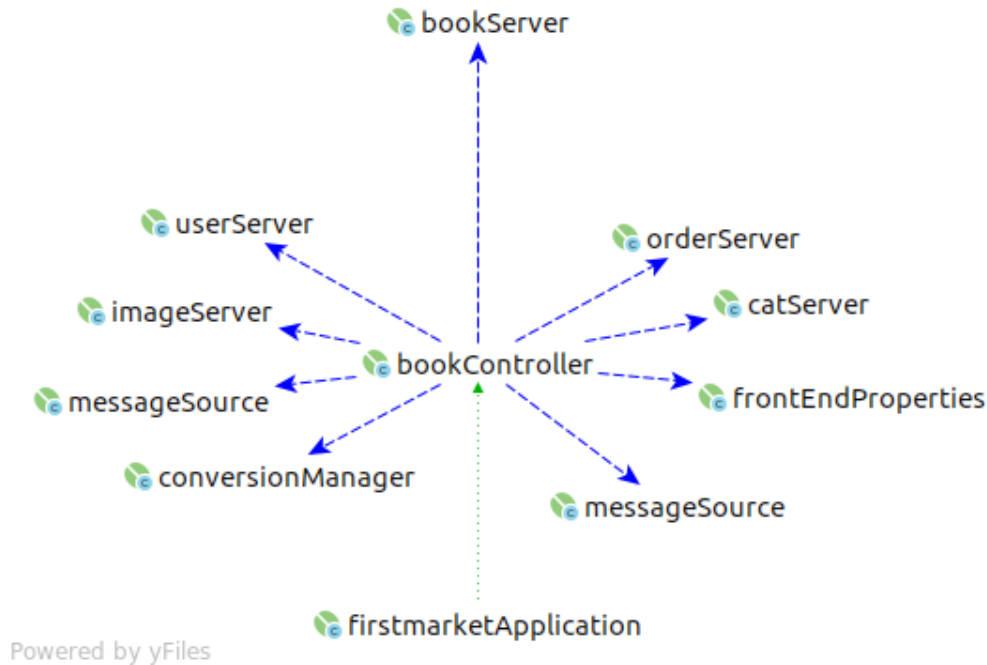 bookServer
userServer
orderServer
imageServer
catServer
bookController
messageSource
frontEndProperties
conversionManager
messageSource
firstmarketApplication
Powered by yFiles